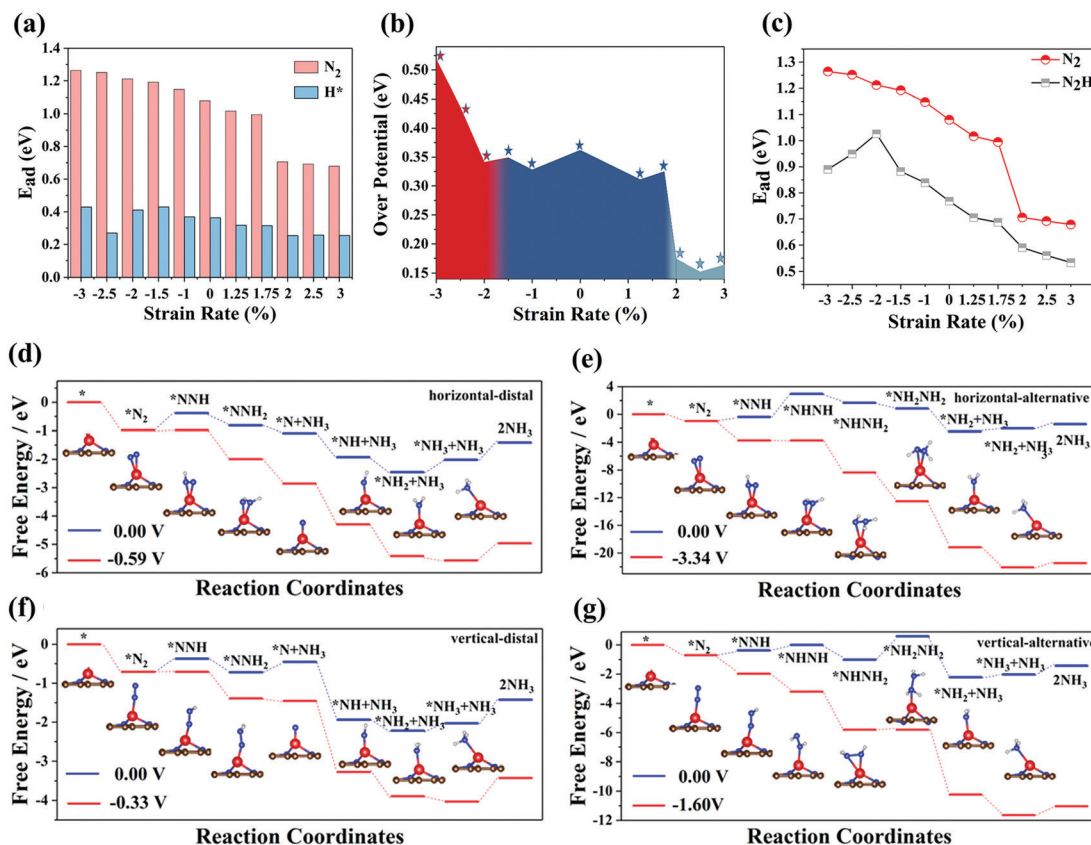 (a)
N2
H*
Ead (eV)
1.4
1.2
1.0
0.8
0.6
0.4
0.2
0.0
-3 -2.5 -2 -1.5 -1 0 1.25 1.75 2 2.5 3
Strain Rate (%)
(b)
Over Potential (eV)
0.50
0.45
0.40
0.35
0.30
0.25
0.20
0.15
-3 -2 -1 0 1 2 3
Strain Rate (%)
(c)
N2
N2H
Ead (eV)
1.3
1.2
1.1
1.0
0.9
0.8
0.7
0.6
0.5
-3 -2.5 -2 -1.5 -1 0 1.25 1.75 2 2.5 3
Strain Rate (%)
(d)
horizontal-distal
Free Energy / eV
0
-1
-2
-3
-4
-5
-6
*
*N2
*NNH
*NNH2
*N+NH3
*NH+NH3
*NH2+NH3
*NH3+NH3
2NH3
0.00 V
-0.59 V
Reaction Coordinates
(e)
horizontal-alternative
Free Energy / eV
4
0
-4
-8
-12
-16
-20
*
*N2
*NNH
*NHNH
*NHNH2
*NH2NH2
*NH2+NH3
2NH3
0.00 V
-3.34 V
Reaction Coordinates
(f)
vertical-distal
Free Energy / eV
0
-1
-2
-3
-4
*
*N2
*NNH
*NNH2
*N+NH3
*NH+NH3
*NH2+NH3
*NH3+NH3
2NH3
0.00 V
-0.33 V
Reaction Coordinates
(g)
vertical-alternative
Free Energy / eV
0
-2
-4
-6
-8
-10
-12
*
*N2
*NNH
*NHNH
*NHNH2
*NH2NH2
*NH2+NH3
*NH3+NH3
2NH3
0.00 V
-1.60V
Reaction Coordinates